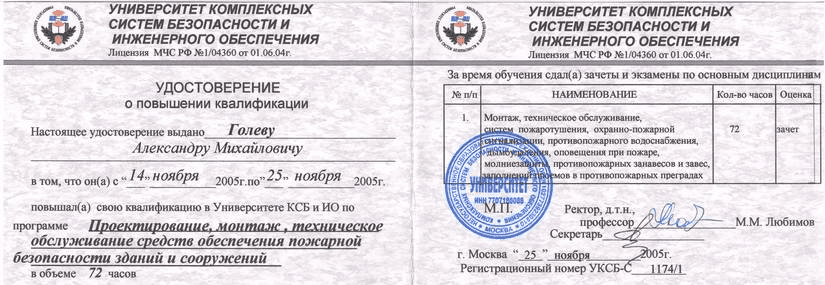 УНИВЕРСИТЕТ КОМПЛЕКСНЫХ
СИСТЕМ БЕЗОПАСНОСТИ И
ИНЖЕНЕРНОГО ОБЕСПЕЧЕНИЯ
Лицензия МЧС РФ №1/04360 от 01.06.04г.
УДОСТОВЕРЕНИЕ
о повышении квалификации
Настоящее удостоверение выдано Голеву
Александру Михайловичу
в том, что он(а) с “14” ноября 2005г.по”25” ноября 2005г.
повышал(а) свою квалификацию в Университете КСБ и ИО по
программе Проектирование, монтаж , техническое
обслуживание средств обеспечения пожарной
безопасности зданий и сооружений
в объеме 72 часов
УНИВЕРСИТЕТ КОМПЛЕКСНЫХ
СИСТЕМ БЕЗОПАСНОСТИ И
ИНЖЕНЕРНОГО ОБЕСПЕЧЕНИЯ
Лицензия МЧС РФ №1/04360 от 01.06.04г.
За время обучения сдал(а) зачеты и экзамены по основным дисциплинам
№ п/п НАИМЕНОВАНИЕ Кол-во часов Оценка
1. Монтаж, техническое обслуживание, 72 зачет
систем пожаротушения, охранно-пожарной
сигнализации, противопожарного водоснабжения,
дымоудаления, оповещения при пожаре,
молниезащиты, противопожарных занавесов и завес,
заполнений проемов в противопожарных преградах
УНИВЕРСИТЕТ
М.П.
МОСКВА
Ректор, д.т.н.,
профессор М.М. Любимов
Секретарь
г. Москва “25” ноября 2005г.
Регистрационный номер УКСБ-С 1174/1